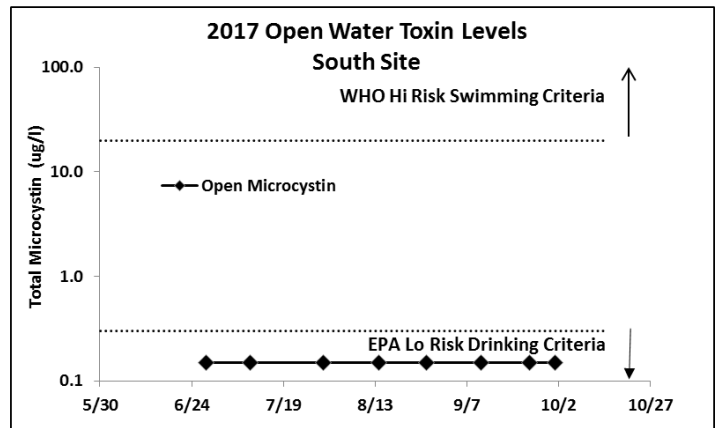 2017 Open Water Toxin Levels
South Site
100.0
WHO Hi Risk Swimming Criteria
10.0
Open Microcystin
Total Microcystin (ug/l)
1.0
EPA Lo Risk Drinking Criteria
0.1
5/30 6/24 7/19 8/13 9/7 10/2 10/27